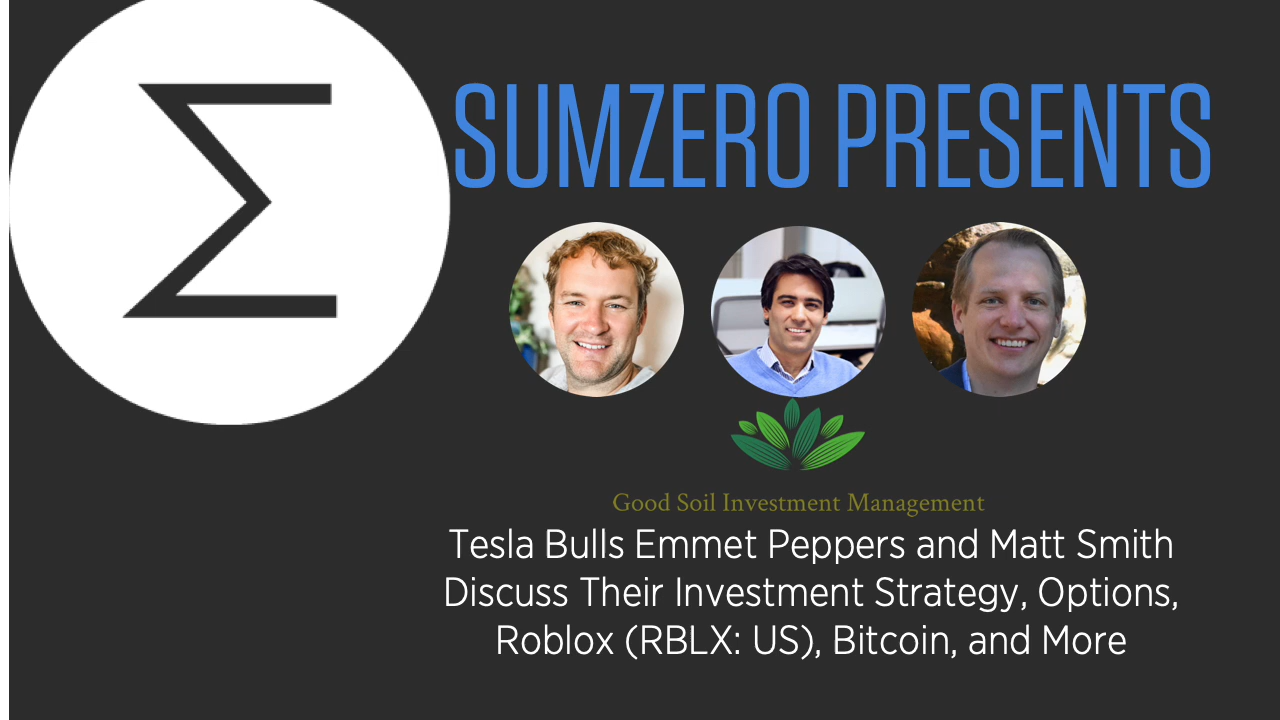 Σ
SUMZERO PRESENTS
Good Soil Investment Management
Tesla Bulls Emmet Peppers and Matt Smith
Discuss Their Investment Strategy, Options,
Roblox (RBLX: US), Bitcoin, and More